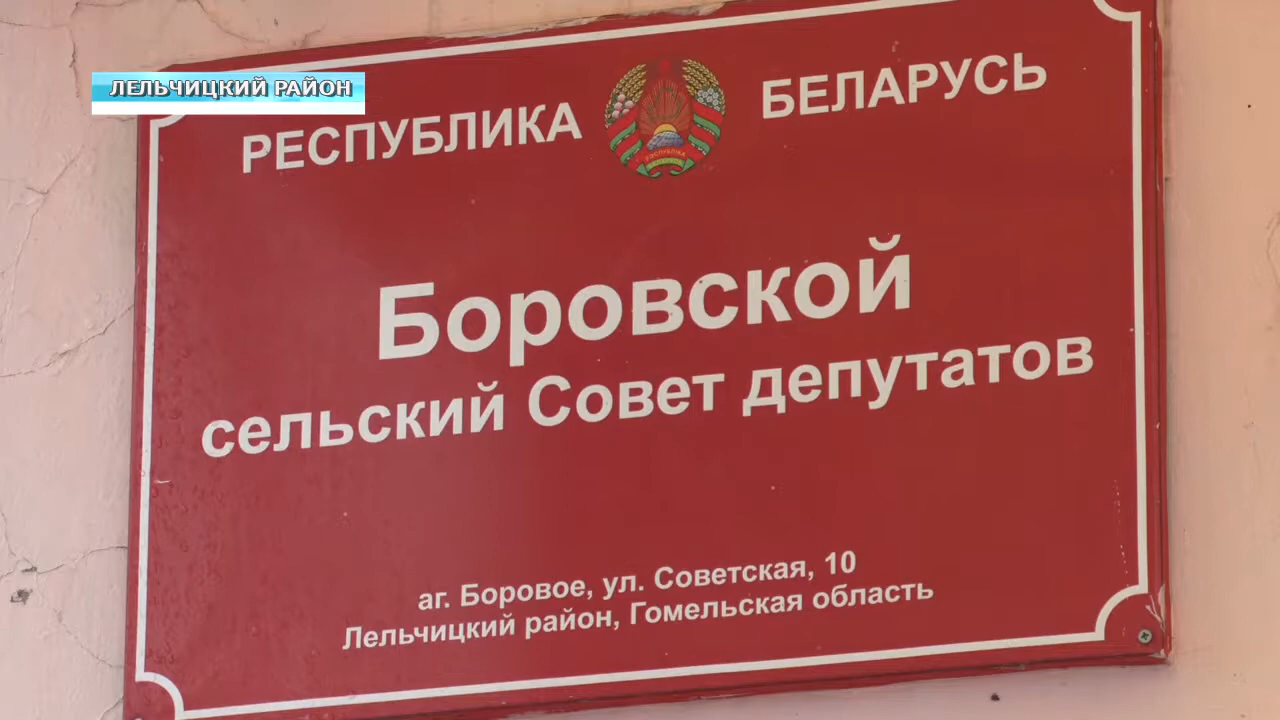 ЛЕЛЬЧИЦКИЙ РАЙОН
РЕСПУБЛИКА БЕЛАРУСЬ
Боровской
сельский Совет депутатов
аг. Боровое, ул. Советская, 10
Лельчицкий район, Гомельская область